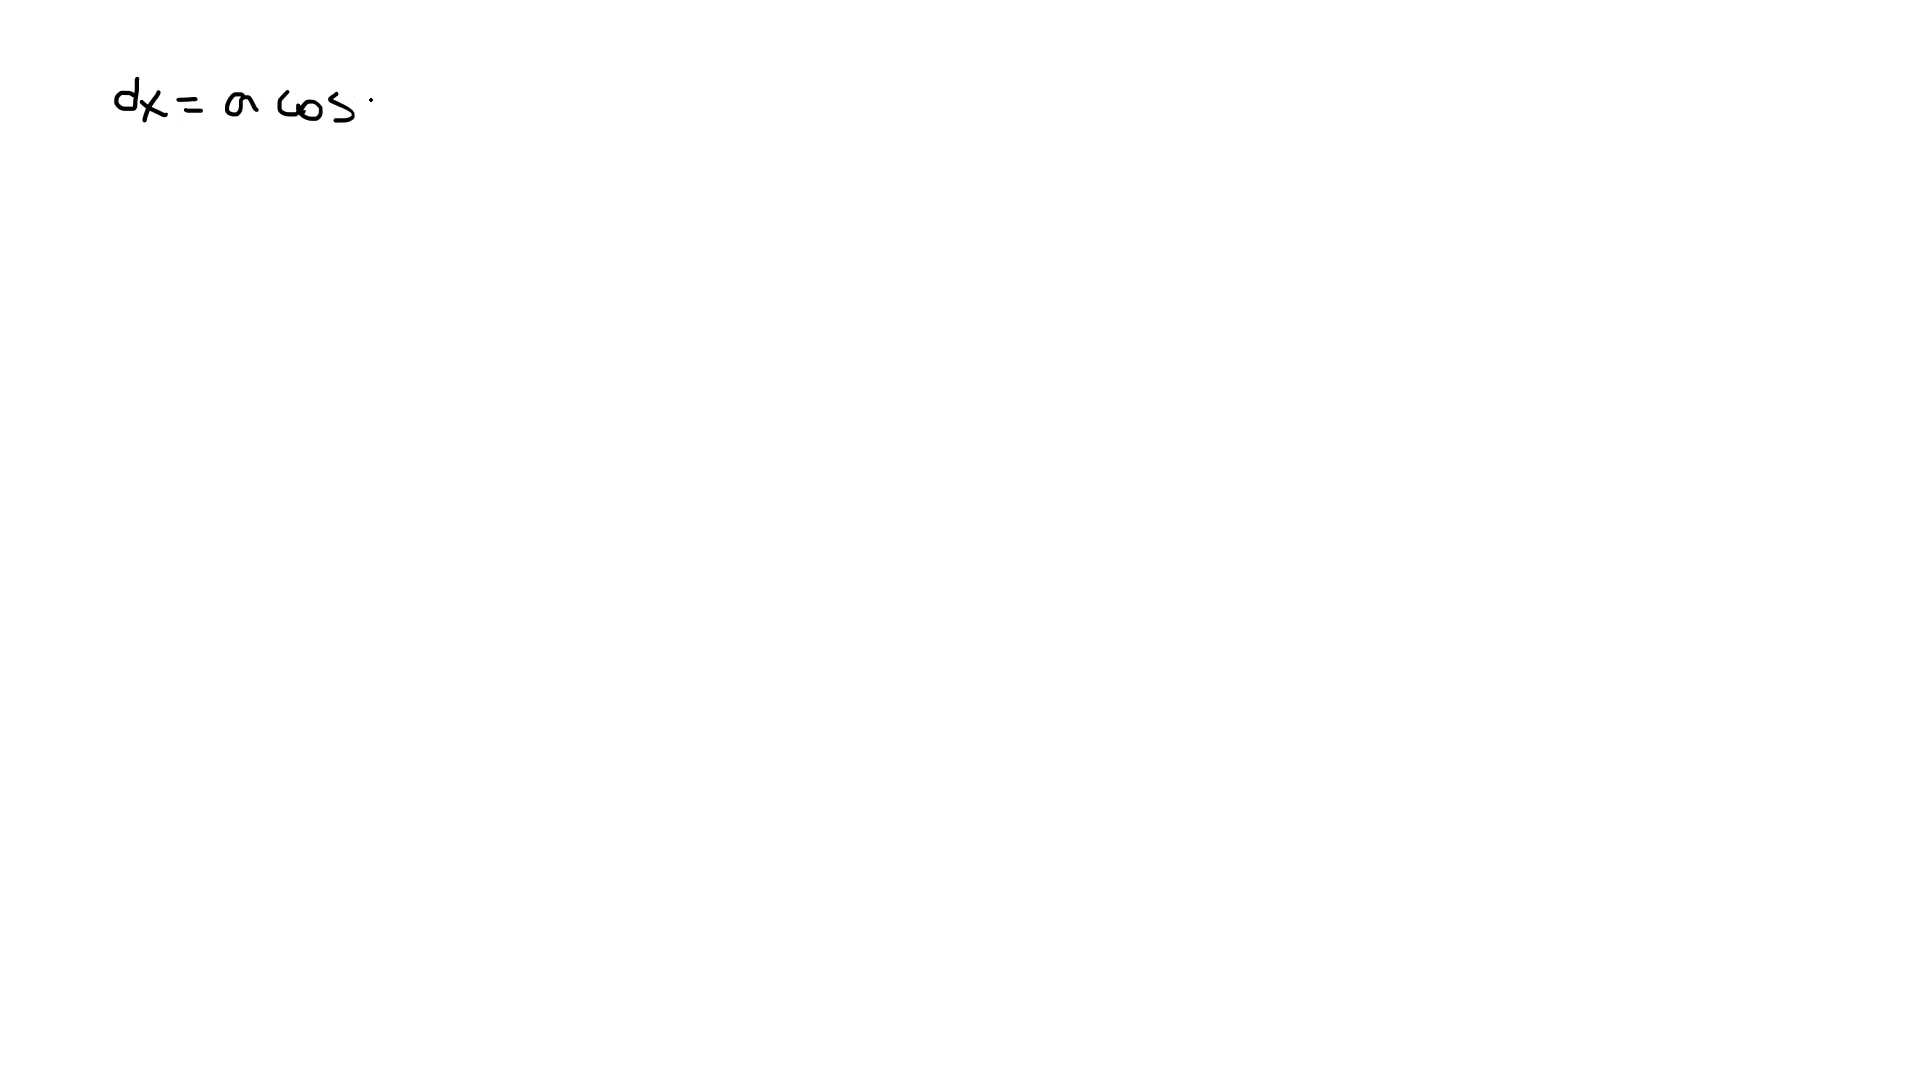 dx = a cos